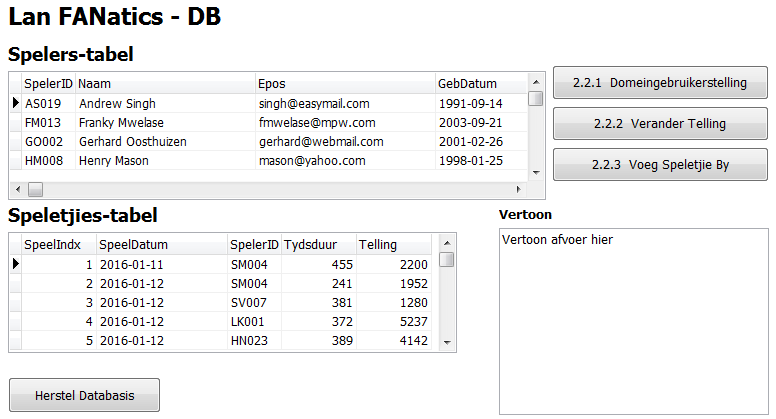 Lan FANatics - DB
Spelers-tabel
SpelerID Naam Epos GebDatum
AS019 Andrew Singh singh@easymail.com 1991-09-14
FM013 Franky Mwelase fmwelase@mpw.com 2003-09-21
GO002 Gerhard Oosthuizen gerhard@webmail.com 2001-02-26
HM008 Henry Mason mason@yahoo.com 1998-01-25
2.2.1 Domeingebruikerstelling
2.2.2 Verander Telling
2.2.3 Voeg Speletjie By
Speletjies-tabel
SpeelIndx SpeelDatum SpelerID Tydsduur Telling
1 2016-01-11 SM004 455 2200
2 2016-01-12 SM004 241 1952
3 2016-01-12 SV007 381 1280
4 2016-01-12 LK001 372 5237
5 2016-01-12 HN023 389 4142
Vertoon
Vertoon afvoer hier
Herstel Databasis